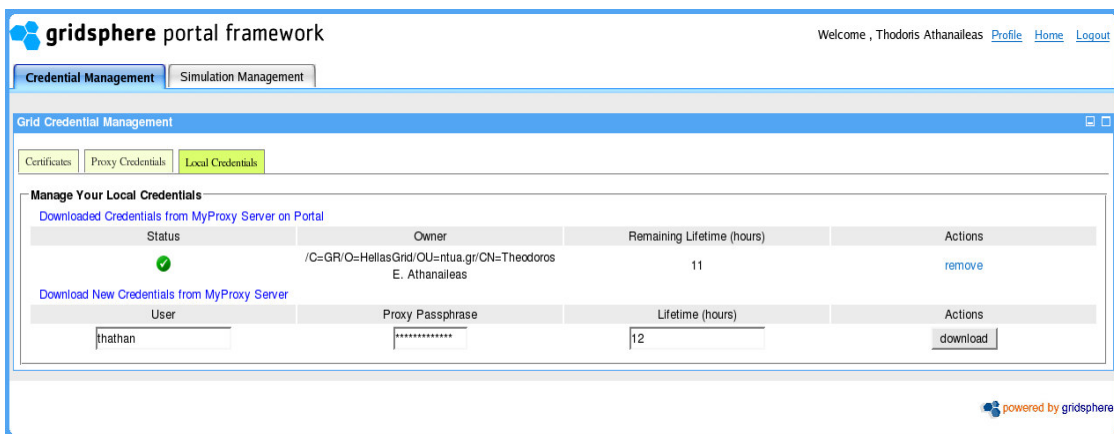 gridsphere portal framework
Welcome , Thodoris Athanaileas Profile Home Logout
Credential Management Simulation Management
Grid Credential Management
Certificates Proxy Credentials Local Credentials
Manage Your Local Credentials
Downloaded Credentials from MyProxy Server on Portal
Status Owner Remaining Lifetime (hours) Actions
/C=GR/O=HellasGrid/OU=ntua.gr/CN=Theodoros
E. Athanaileas 11 remove
Download New Credentials from MyProxy Server
User Proxy Passphrase Lifetime (hours) Actions
thathan ************* 12 download
powered by gridsphere